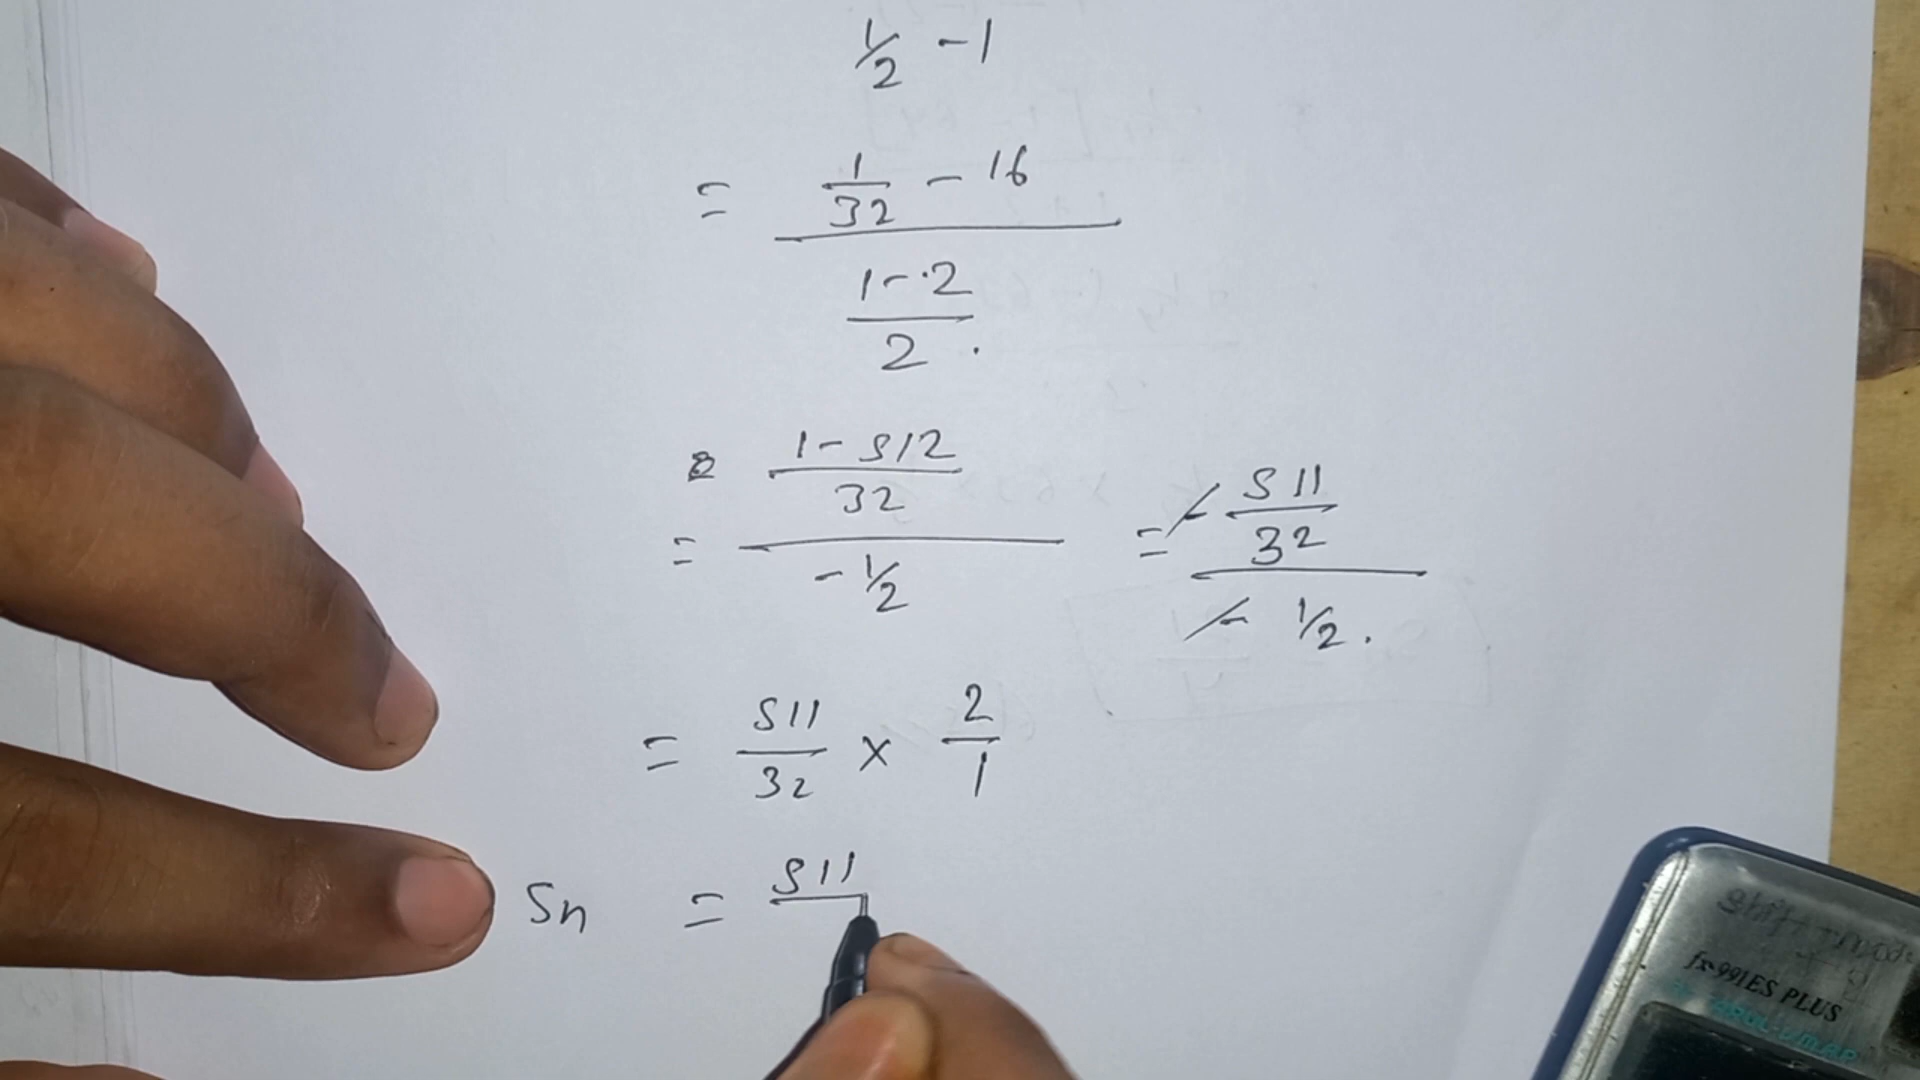 1/2 - 1
= 1/32 - 16
1 - 2
2 .
1 - 512
32
= - 1/2
= - 511/32
- 1/2 .
= 511/32 x 2/1
Sn = 511
fx-991ES PLUS